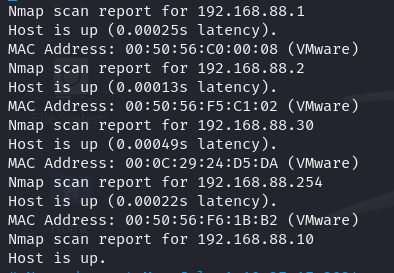 Nmap scan report for 192.168.88.1
Host is up (0.00025s latency).
MAC Address: 00:50:56:C0:00:08 (VMware)
Nmap scan report for 192.168.88.2
Host is up (0.00013s latency).
MAC Address: 00:50:56:F5:C1:02 (VMware)
Nmap scan report for 192.168.88.30
Host is up (0.00049s latency).
MAC Address: 00:0C:29:24:D5:DA (VMware)
Nmap scan report for 192.168.88.254
Host is up (0.00022s latency).
MAC Address: 00:50:56:F6:1B:B2 (VMware)
Nmap scan report for 192.168.88.10
Host is up.